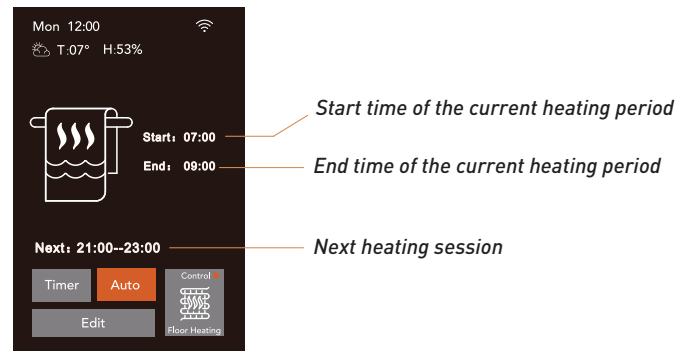 Mon 12:00
T:07° H:53%
Start: 07:00
Start time of the current heating period
End: 09:00
End time of the current heating period
Next: 21:00--23:00
Next heating session
Timer
Auto
Control
Edit
Floor Heating